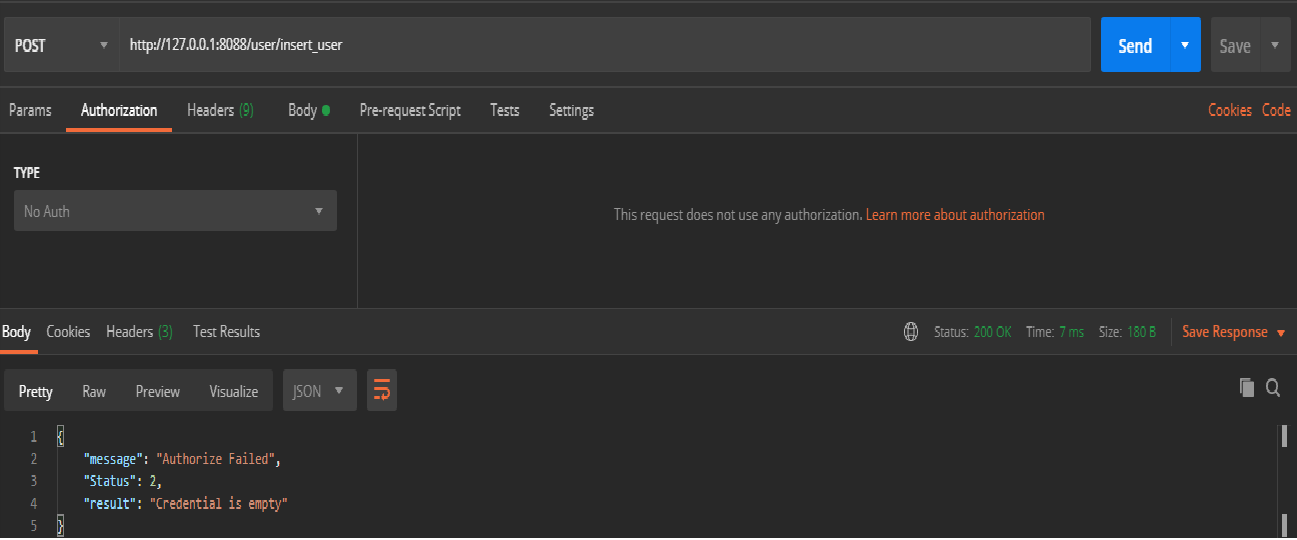 POST http://127.0.0.1:8088/user/insert_user Send Save
Params Authorization Headers (9) Body Pre-request Script Tests Settings Cookies Code
TYPE
No Auth
This request does not use any authorization. Learn more about authorization
Body Cookies Headers (3) Test Results Status: 200 OK Time: 7 ms Size: 180 B Save Response
Pretty Raw Preview Visualize JSON
1 {
2 "message": "Authorize Failed",
3 "Status": 2,
4 "result": "Credential is empty"
5 }